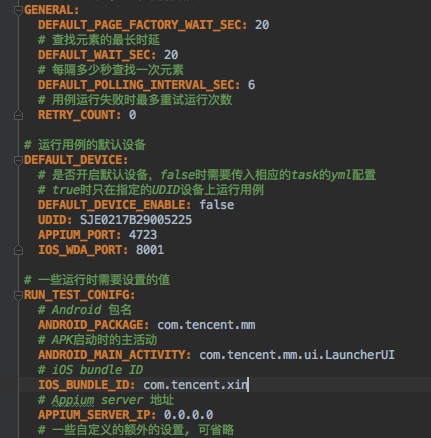 GENERAL:
DEFAULT_PAGE_FACTORY_WAIT_SEC: 20
# 查找元素的最长时延
DEFAULT_WAIT_SEC: 20
# 每隔多少秒查找一次元素
DEFAULT_POLLING_INTERVAL_SEC: 6
# 用例运行失败时最多重试运行次数
RETRY_COUNT: 0
# 运行用例的默认设备
DEFAULT_DEVICE:
# 是否开启默认设备, false时需要传入相应的task的yml配置
# true时只在指定的UDID设备上运行用例
DEFAULT_DEVICE_ENABLE: false
UDID: SJE0217B29005225
APPIUM_PORT: 4723
IOS_WDA_PORT: 8001
# 一些运行时需要设置的值
RUN_TEST_CONIFG:
# Android 包名
ANDROID_PACKAGE: com.tencent.mm
# APK启动时的主活动
ANDROID_MAIN_ACTIVITY: com.tencent.mm.ui.LauncherUI
# iOS bundle ID
IOS_BUNDLE_ID: com.tencent.xin
# Appium server 地址
APPIUM_SERVER_IP: 0.0.0.0
# 一些自定义的额外的设置, 可省略